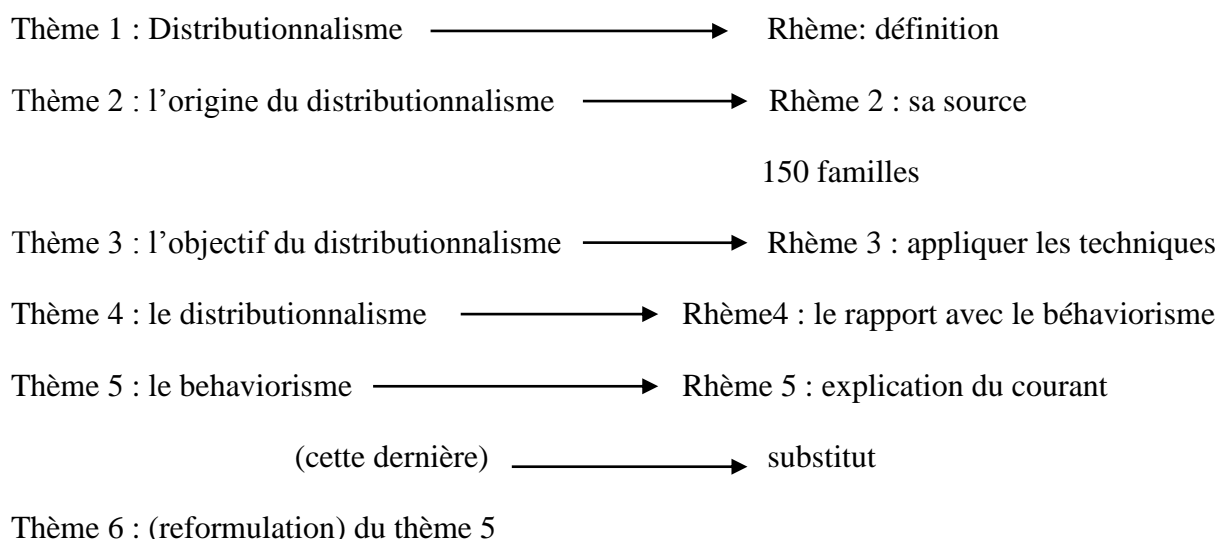 Thème 1 : Distributionnalisme Rhème: définition
Thème 2 : l'origine du distributionnalisme Rhème 2 : sa source
150 familles
Thème 3 : l'objectif du distributionnalisme Rhème 3 : appliquer les techniques
Thème 4 : le distributionnalisme Rhème4 : le rapport avec le béhaviorisme
Thème 5 : le behaviorisme Rhème 5 : explication du courant
(cette dernière) substitut
Thème 6 : (reformulation) du thème 5